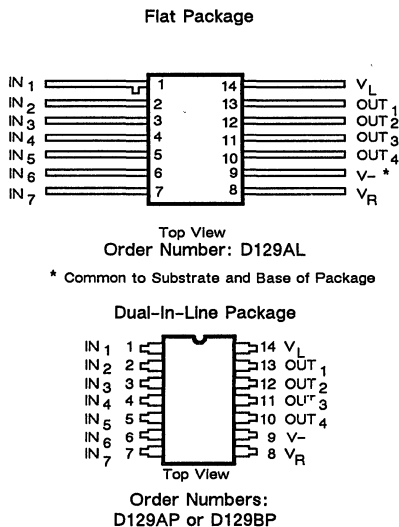 Flat Package
IN 1 1 14 VL
IN 2 2 13 OUT 1
IN 3 3 12 OUT 2
IN 4 4 11 OUT 3
IN 5 5 10 OUT 4
IN 6 6 9 V- *
IN 7 7 8 VR
Top View
Order Number: D129AL
* Common to Substrate and Base of Package
Dual-In-Line Package
IN 1 1 14 VL
IN 2 2 13 OUT 1
IN 3 3 12 OUT 2
IN 4 4 11 OUT 3
IN 5 5 10 OUT 4
IN 6 6 9 V-
IN 7 7 8 VR
Top View
Order Numbers:
D129AP or D129BP